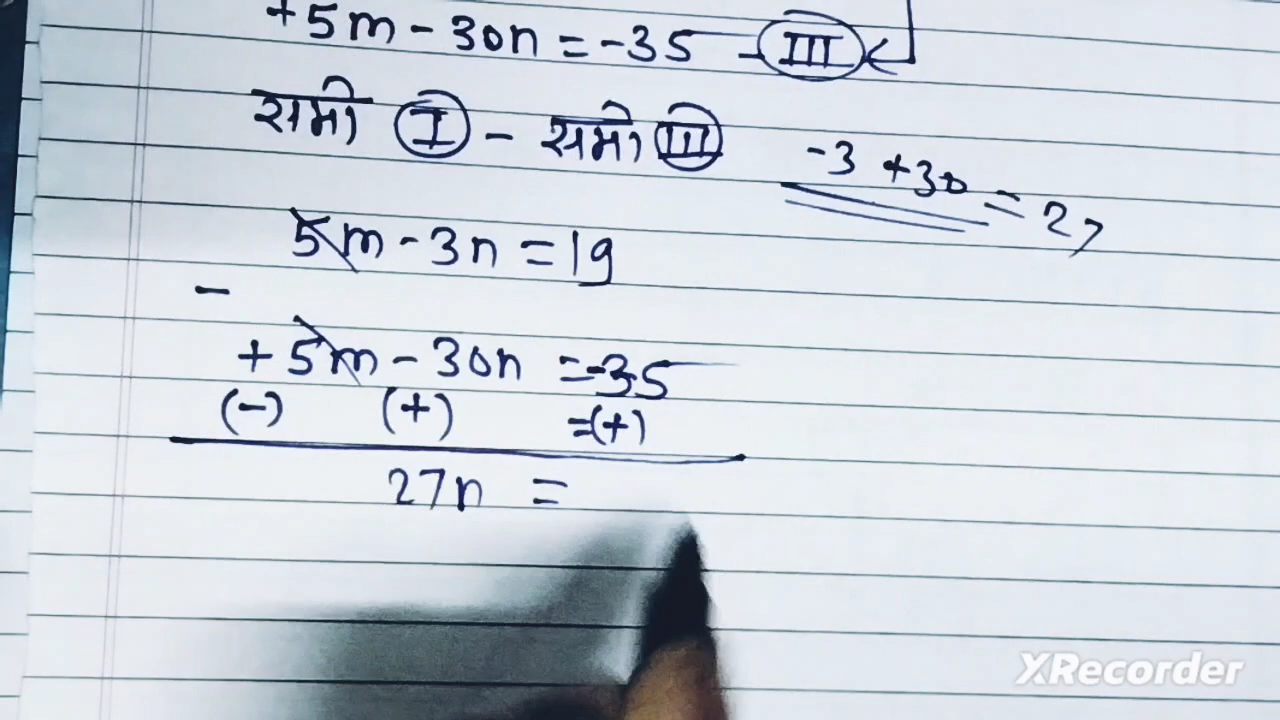 +5m - 30n = -35 - III
समी I - समी III
-3 +30 = 27
5m - 3n = 19
-
+ 5m - 30n = -35
(-) (+) =(+)
27n =
XRecorder